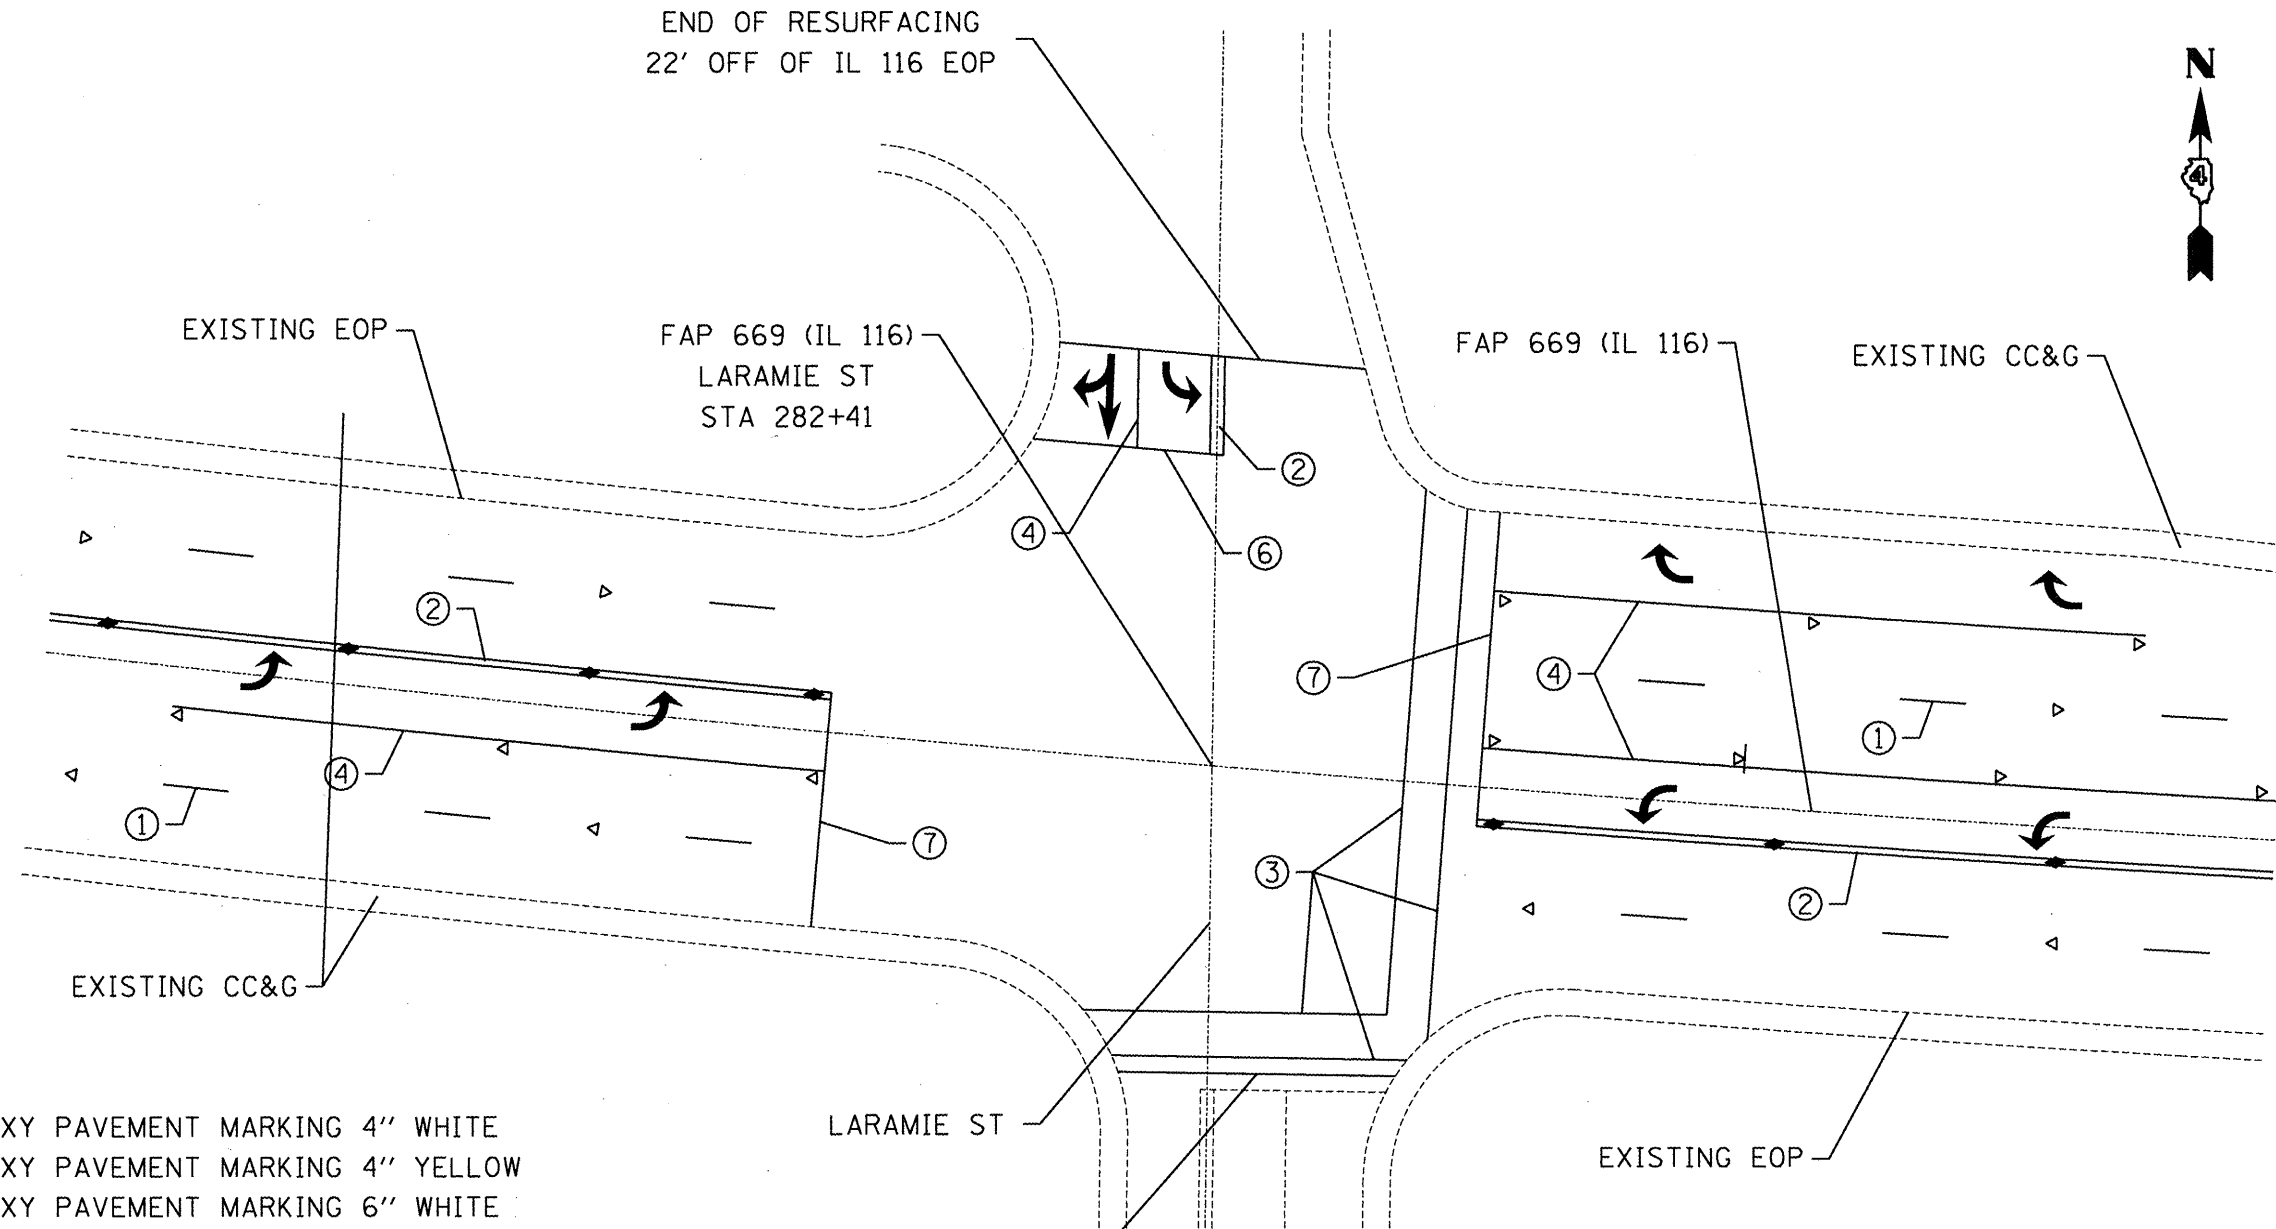 END OF RESURFACING
22' OFF OF IL 116 EOP
N
4
EXISTING EOP
FAP 669 (IL 116)
LARAMIE ST
STA 282+41
FAP 669 (IL 116)
EXISTING CC&G
2
4
6
2
7
4
1
4
1
7
3
2
EXISTING CC&G
LARAMIE ST
EXISTING EOP
XY PAVEMENT MARKING 4" WHITE
XY PAVEMENT MARKING 4" YELLOW
XY PAVEMENT MARKING 6" WHITE